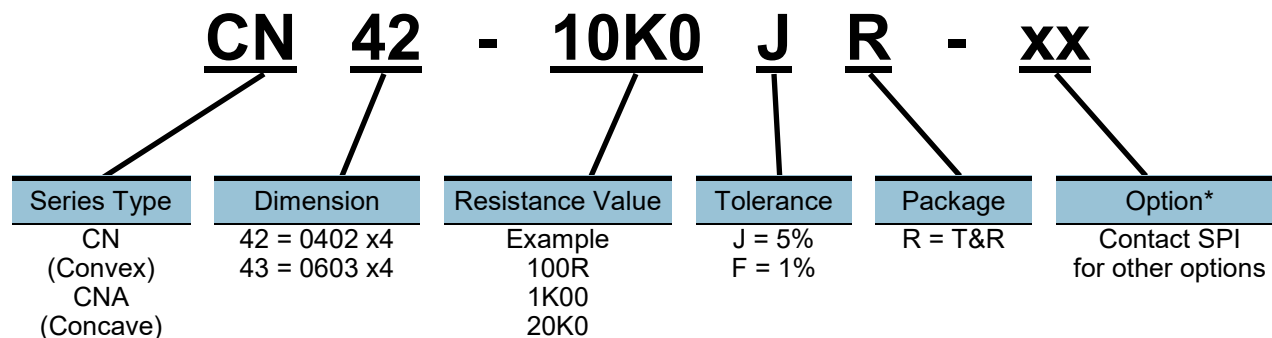 CN 42 - 10K0 J R - xx
Series Type Dimension Resistance Value Tolerance Package Option*
CN 42 = 0402 x4 Example J = 5% R = T&R Contact SPI
(Convex) 43 = 0603 x4 100R F = 1% for other options
CNA 1K00
(Concave) 20K0